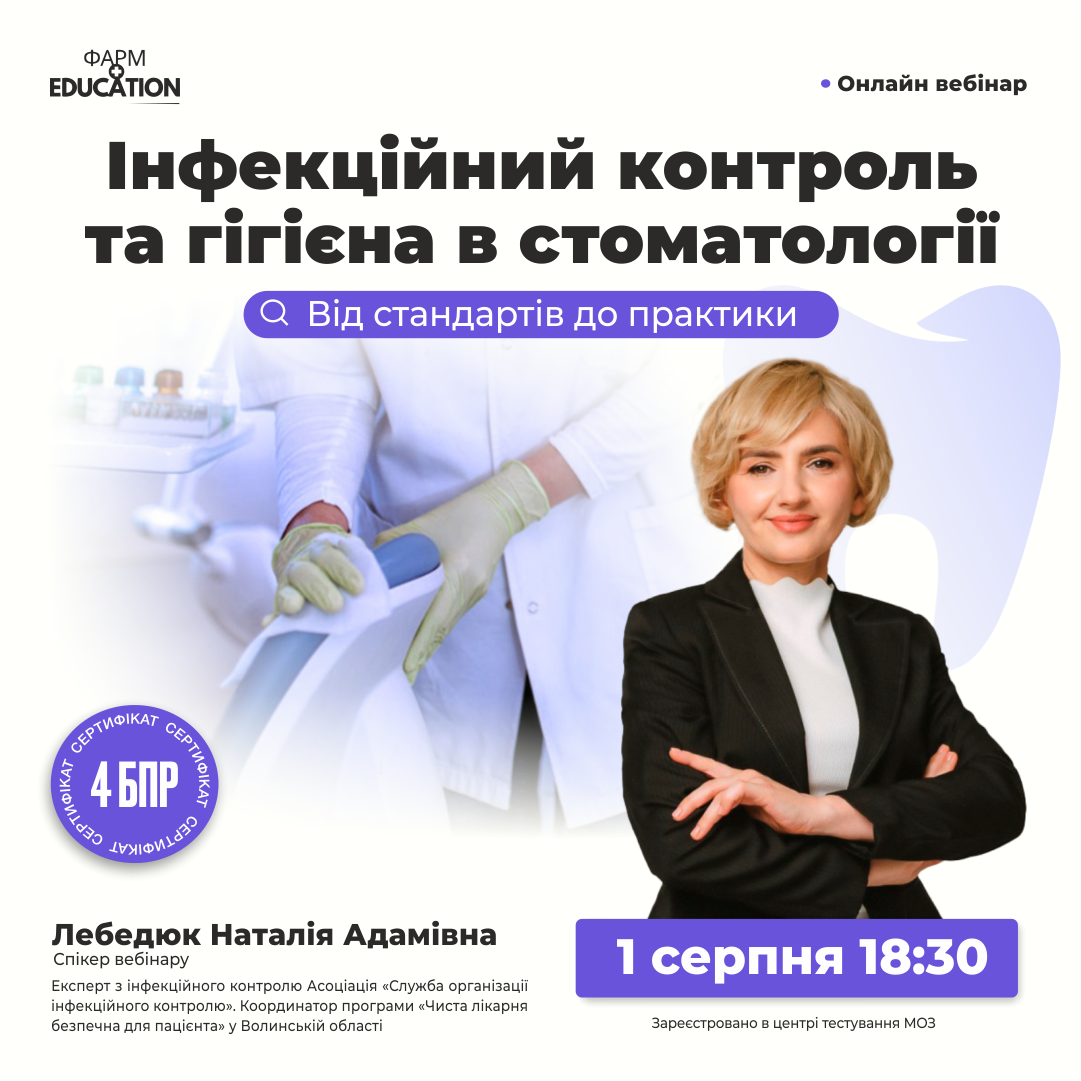 ФАРМ
EDUCATION
Онлайн вебінар
Інфекційний контроль
та гігієна в стоматології
Від стандартів до практики
СЕРТИФІКАТ СЕРТИФІКАТ СЕРТИФІКАТ СЕРТИФІКАТ
4 БПР
Лебедюк Наталія Адамівна
Спікер вебінару
Експерт з інфекційного контролю Асоціація «Служба організації
інфекційного контролю». Координатор програми «Чиста лікарня
безпечна для пацієнта» у Волинській області
1 серпня 18:30
Зареєстровано в центрі тестування МОЗ